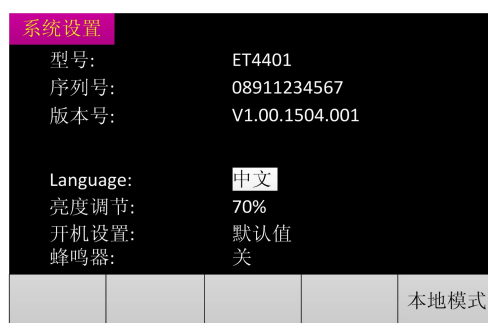 系统设置
型号: ET4401
序列号: 08911234567
版本号: V1.00.1504.001
Language: 中文
亮度调节: 70%
开机设置: 默认值
蜂鸣器: 关
本地模式